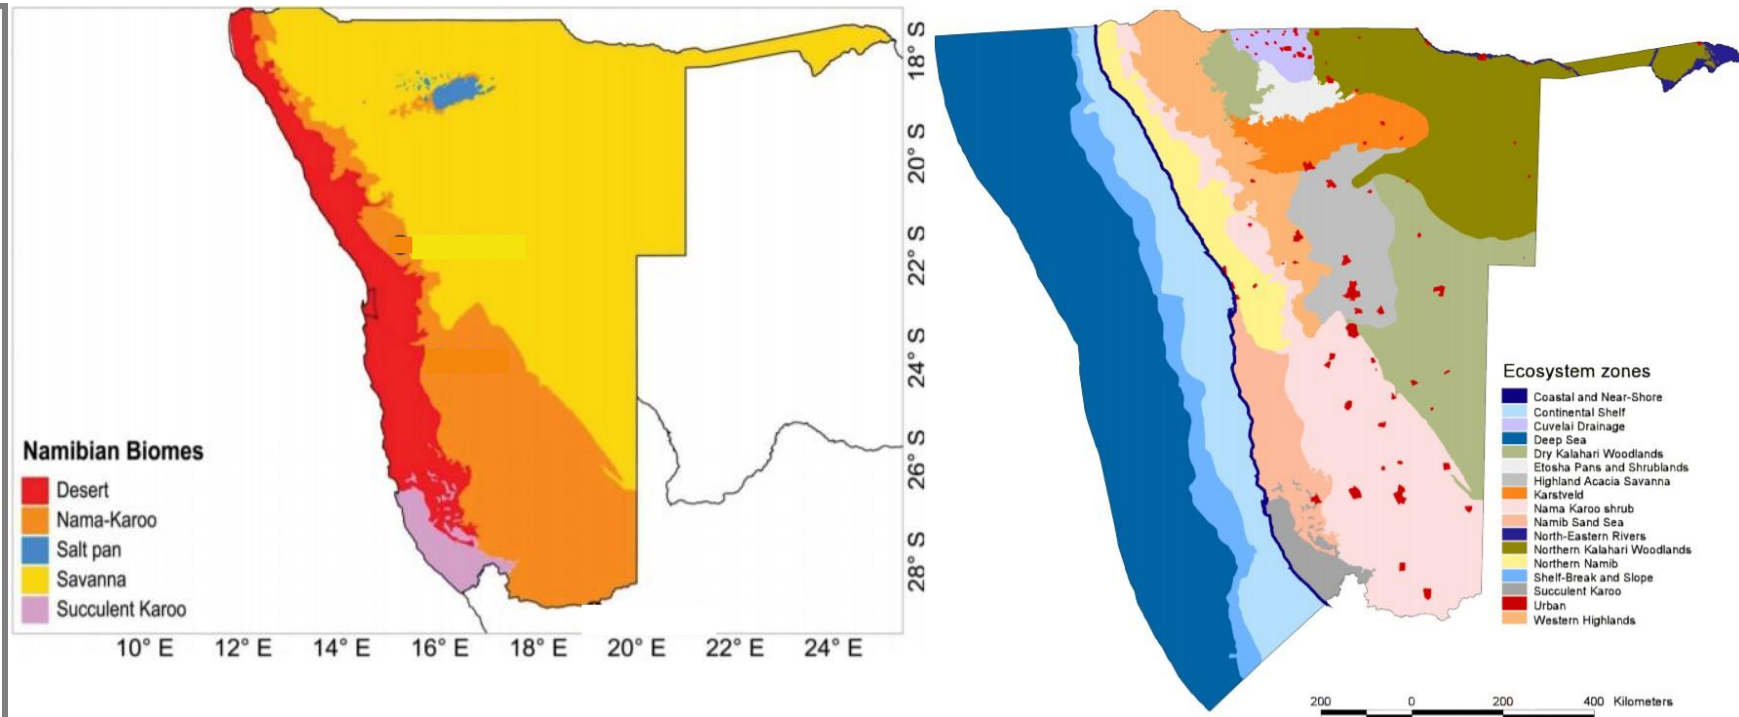 Namibian Biomes
Desert
Nama-Karoo
Salt pan
Savanna
Succulent Karoo
10° E 12° E 14° E 16° E 18° E 20° E 22° E 24° E
18° S
20° S
22° S
24° S
26° S
28° S
Ecosystem zones
Coastal and Near-Shore
Continental Shelf
Cuvelai Drainage
Deep Sea
Dry Kalahari Woodlands
Etosha Pans and Shrublands
Highland Acacia Savanna
Karstveld
Nama Karoo shrub
Namib Sand Sea
North-Eastern Rivers
Northern Kalahari Woodlands
Northern Namib
Shelf-Break and Slope
Succulent Karoo
Urban
Western Highlands
200 0 200 400 Kilometers